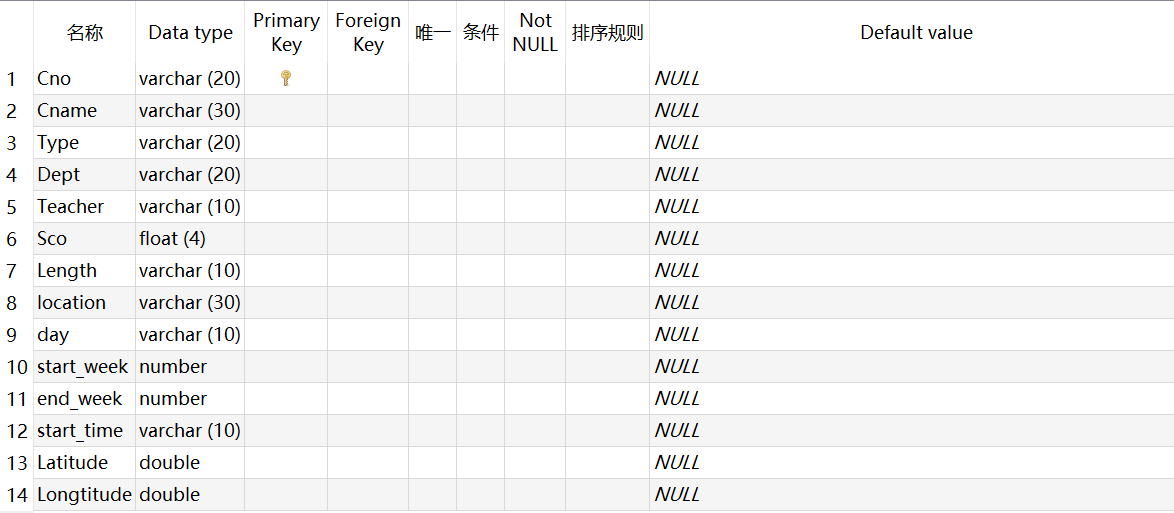 名称 Data type Primary Key Foreign Key 唯一 条件 Not NULL 排序规则 Default value
1 Cno varchar (20) NULL
2 Cname varchar (30) NULL
3 Type varchar (20) NULL
4 Dept varchar (20) NULL
5 Teacher varchar (10) NULL
6 Sco float (4) NULL
7 Length varchar (10) NULL
8 location varchar (30) NULL
9 day varchar (10) NULL
10 start_week number NULL
11 end_week number NULL
12 start_time varchar (10) NULL
13 Latitude double NULL
14 Longtitude double NULL